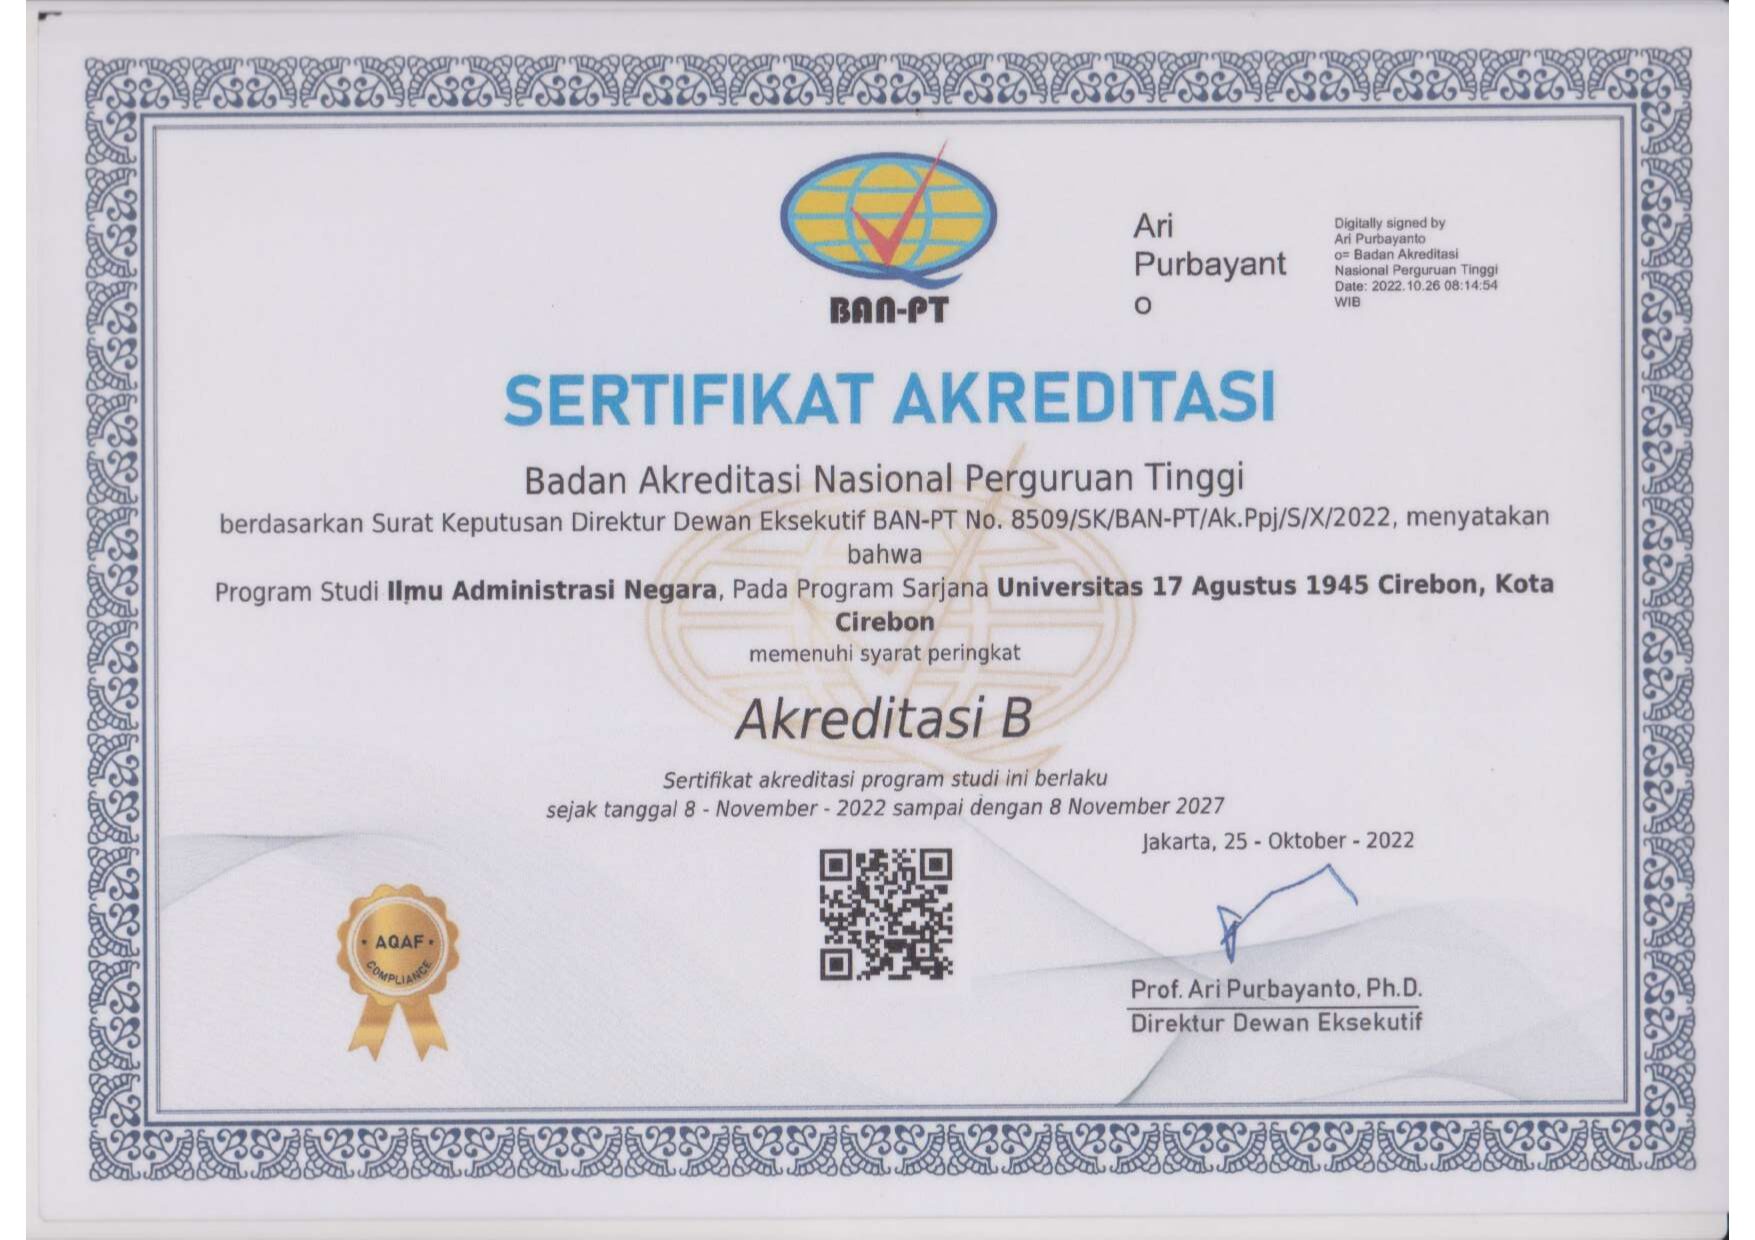 BAN-PT
Ari
Purbayant
o
Digitally signed by
Ari Purbayanto
o= Badan Akreditasi
Nasional Perguruan Tinggi
Date: 2022.10.26 08:14:54
WIB
SERTIFIKAT AKREDITASI
Badan Akreditasi Nasional Perguruan Tinggi
berdasarkan Surat Keputusan Direktur Dewan Eksekutif BAN-PT No. 8509/SK/BAN-PT/Ak.Ppj/S/X/2022, menyatakan
bahwa
Program Studi Ilmu Administrasi Negara, Pada Program Sarjana Universitas 17 Agustus 1945 Cirebon, Kota
Cirebon
memenuhi syarat peringkat
Akreditasi B
Sertifikat akreditasi program studi ini berlaku
sejak tanggal 8 - November - 2022 sampai dengan 8 November 2027
Jakarta, 25 - Oktober - 2022
• AQAF •
COMPLIANCE
Prof. Ari Purbayanto, Ph.D.
Direktur Dewan Eksekutif